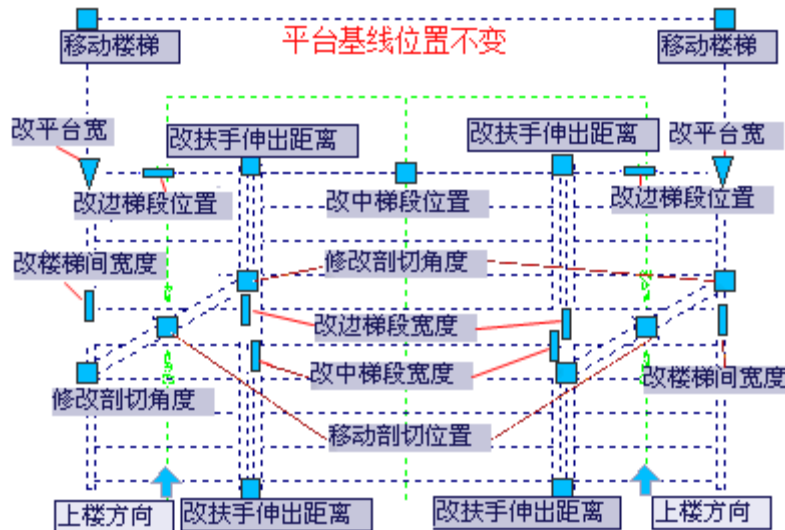 移动楼梯
平台基线位置不变
移动楼梯
改平台宽
改扶手伸出距离
改扶手伸出距离
改平台宽
改边梯段位置
改中梯段位置
改边梯段位置
改楼梯间宽度
修改剖切角度
改边梯段宽度
改中梯段宽度
改楼梯间宽度
修改剖切角度
移动剖切位置
上楼方向
改扶手伸出距离
改扶手伸出距离
上楼方向